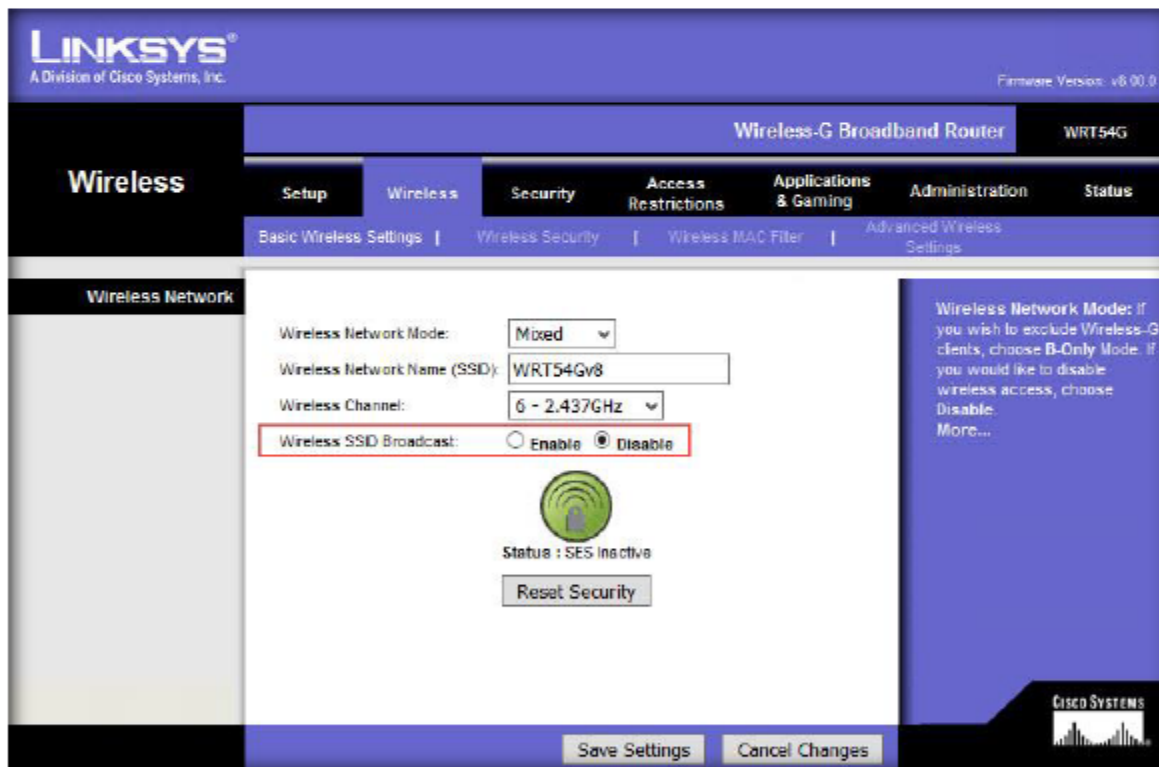 LINKSYS®
A Division of Cisco Systems, Inc.
Firmware Version: v8.00.0
Wireless-G Broadband Router WRT54G
Wireless
Setup Wireless Security Access Restrictions Applications & Gaming Administration Status
Basic Wireless Settings | Wireless Security | Wireless MAC Filter | Advanced Wireless Settings
Wireless Network
Wireless Network Mode: Mixed
Wireless Network Name (SSID): WRT54Gv8
Wireless Channel: 6 - 2.437GHz
Wireless SSID Broadcast: Enable Disable
Status : SES Inactive
Reset Security
Wireless Network Mode: If
you wish to exclude Wireless-G
clients, choose B-Only Mode. If
you would like to disable
wireless access, choose
Disable.
More...
CISCO SYSTEMS
Save Settings Cancel Changes